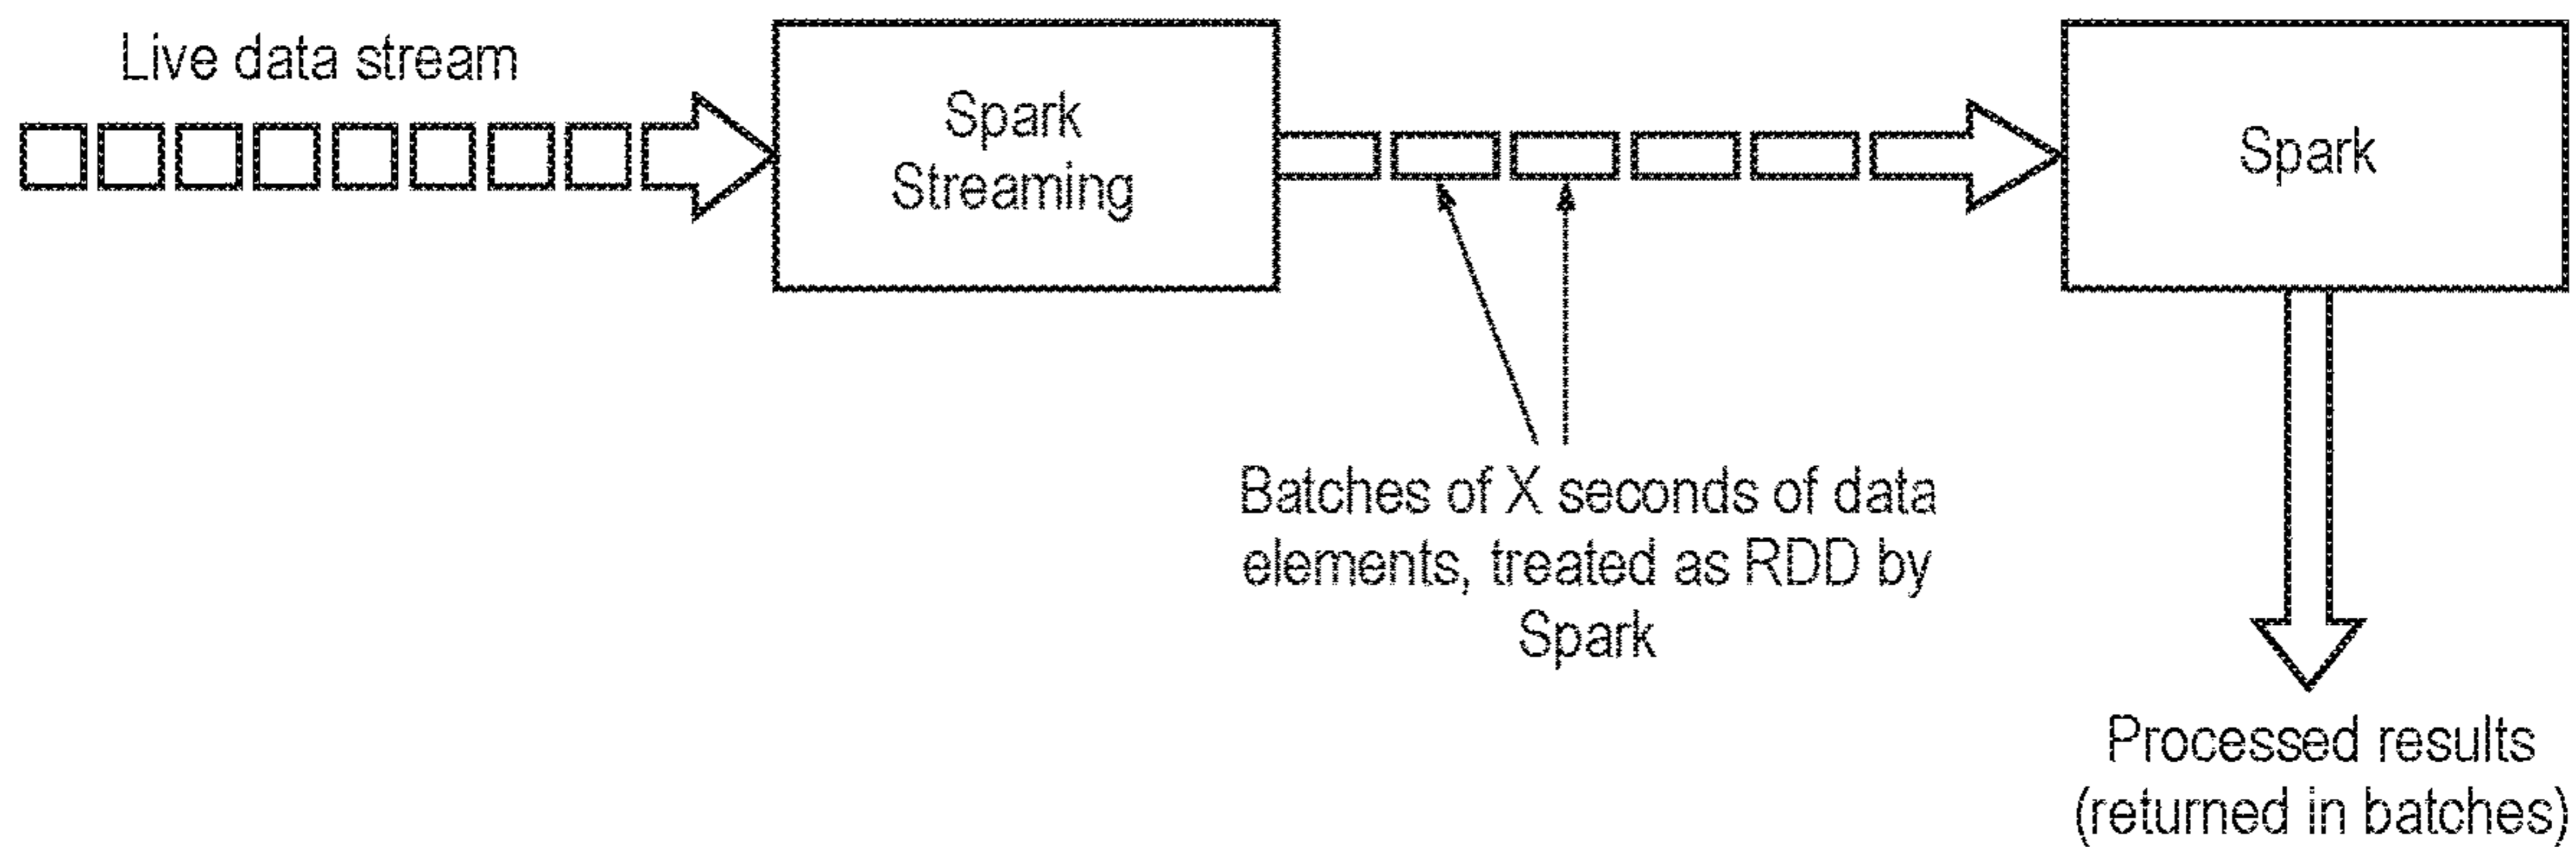 Live data stream
Spark
Streaming
Spark
Batches of X seconds of data
elements, treated as RDD by
Spark
Processed results
(returned in batches)